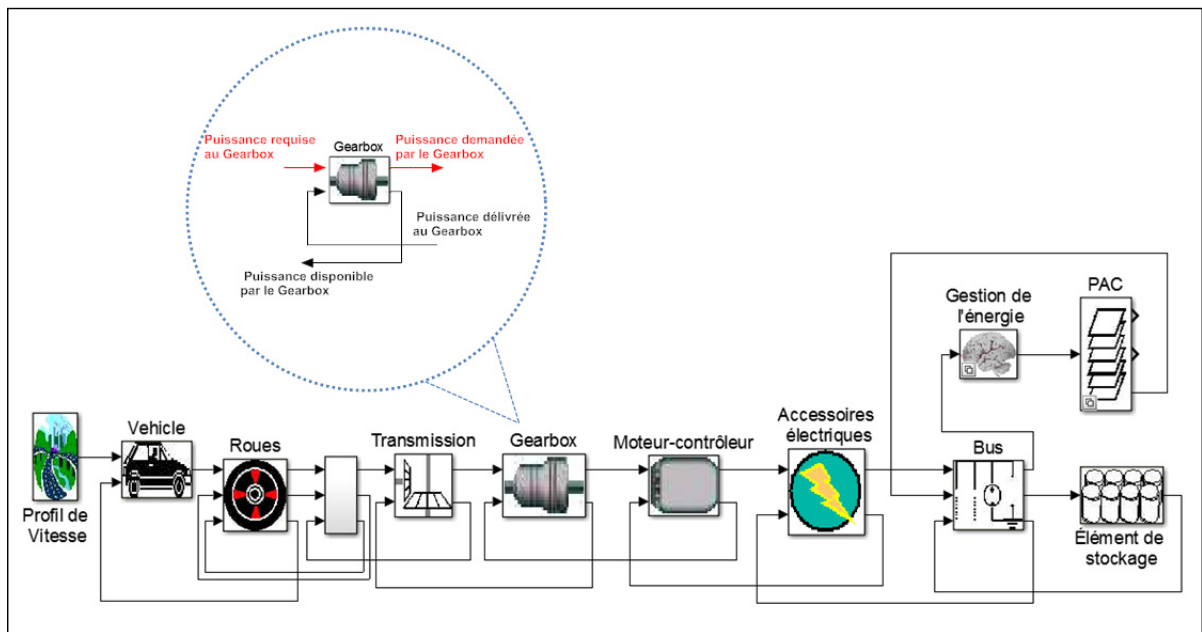 Puissance requise
au Gearbox
Gearbox
Puissance demandée
par le Gearbox
Puissance délivrée
au Gearbox
Puissance disponible
par le Gearbox
Gestion de
l'énergie
PAC
Profil de
Vitesse
Vehicle
Roues
Transmission
Gearbox
Moteur-contrôleur
Accessoires
électriques
Bus
Élément de
stockage